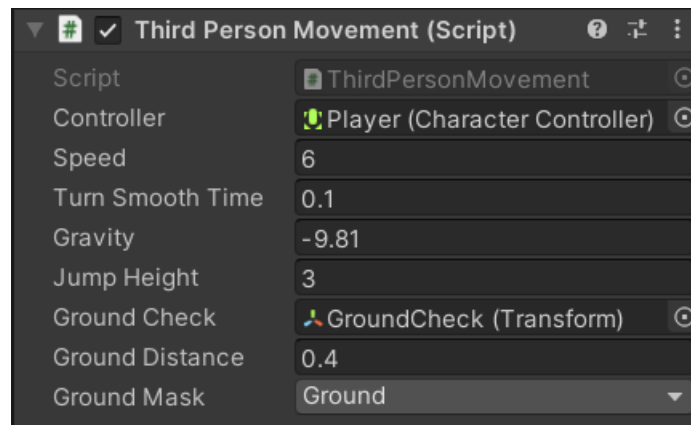 # Third Person Movement (Script)
Script # ThirdPersonMovement
Controller Player (Character Controller)
Speed 6
Turn Smooth Time 0.1
Gravity -9.81
Jump Height 3
Ground Check GroundCheck (Transform)
Ground Distance 0.4
Ground Mask Ground